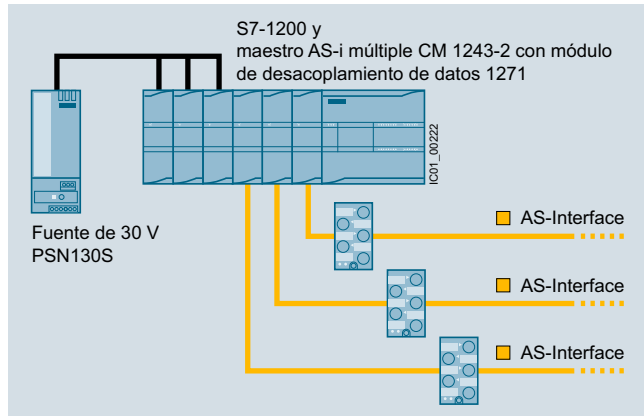 S7-1200 y
maestro AS-i múltiple CM 1243-2 con módulo
de desacoplamiento de datos 1271
IC01_00222
Fuente de 30 V
PSN130S
AS-Interface
AS-Interface
AS-Interface